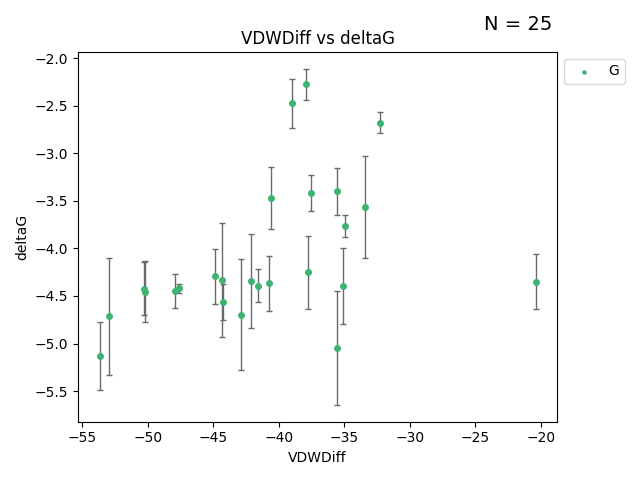 N = 25
VDWDiff vs deltaG
G
−2.0
−2.5
−3.0
−3.5
−4.0
−4.5
−5.0
−5.5
deltaG
−55 −50 −45 −40 −35 −30 −25 −20
VDWDiff